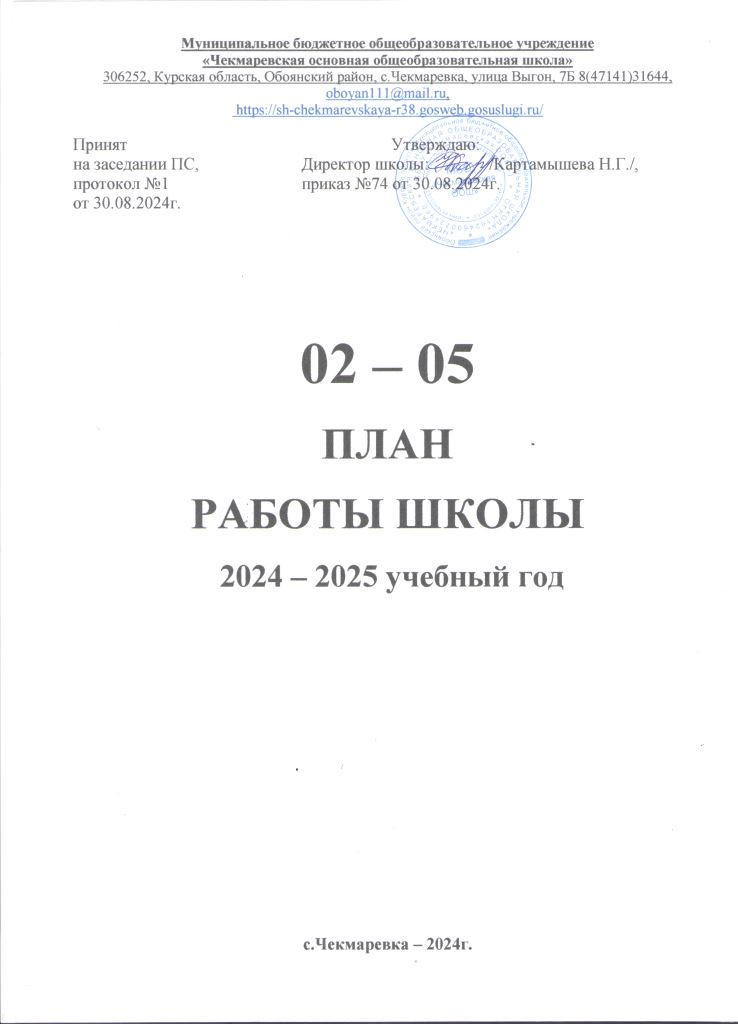 Муниципальное бюджетное общеобразовательное учреждение
«Чекмаревская основная общеобразовательная школа»
306252, Курская область, Обоянский район, с.Чекмаревка, улица Выгон, 7Б 8(47141)31644,
oboyan111@mail.ru,
https://sh-chekmarevskaya-r38.gosweb.gosuslugi.ru/
Принят
на заседании ПС,
протокол №1
от 30.08.2024г.
Утверждаю:
Директор школы: /Картамышева Н.Г./,
приказ №74 от 30.08.2024г.
02 – 05
ПЛАН
РАБОТЫ ШКОЛЫ
2024 – 2025 учебный год
с.Чекмаревка – 2024г.